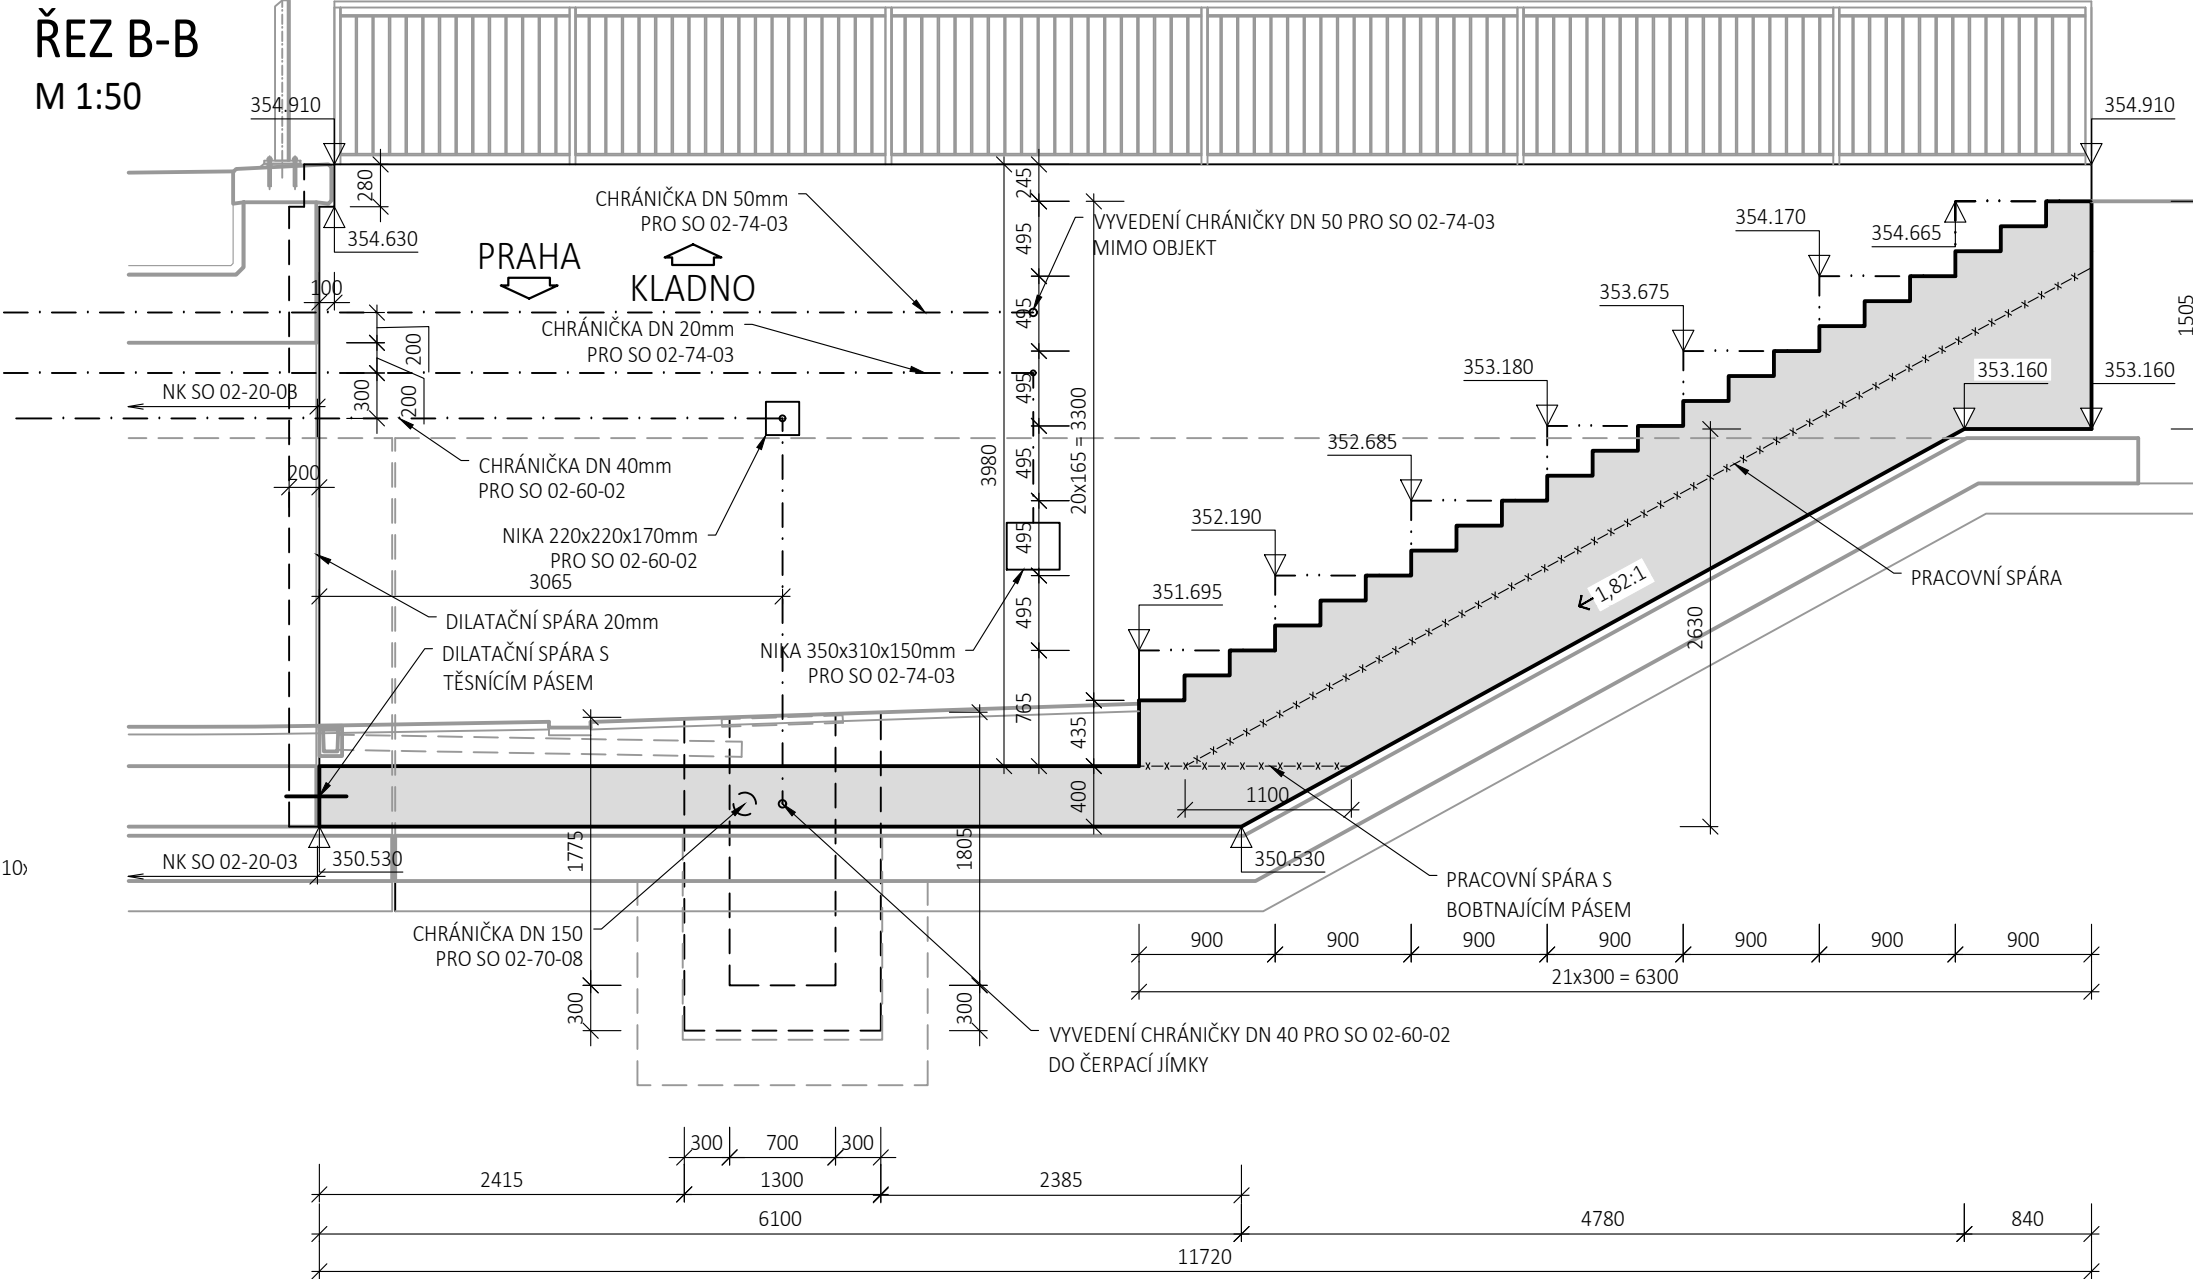 ŘEZ B-B
M 1:50
354.910
354.910
280
245
CHRÁNIČKA DN 50mm
PRO SO 02-74-03
VYVEDENÍ CHRÁNIČKY DN 50 PRO SO 02-74-03
MIMO OBJEKT
354.630
495
354.170
354.665
PRAHA
KLADNO
100
495
353.675
1505
CHRÁNIČKA DN 20mm
PRO SO 02-74-03
200
353.180
353.160
353.160
NK SO 02-20-03
300
200
495
3980
20x165 = 3300
352.685
200
CHRÁNIČKA DN 40mm
PRO SO 02-60-02
495
352.190
NIKA 220x220x170mm
PRO SO 02-60-02
495
3065
351.695
1,82:1
PRACOVNÍ SPÁRA
DILATAČNÍ SPÁRA 20mm
495
2630
DILATAČNÍ SPÁRA S
TĚSNÍCÍM PÁSEM
NIKA 350x310x150mm
PRO SO 02-74-03
765
435
400
1100
1775
1805
10x
NK SO 02-20-03
350.530
350.530
PRACOVNÍ SPÁRA S
BOBTNAJÍCÍM PÁSEM
CHRÁNIČKA DN 150
PRO SO 02-70-08
900
900
900
900
900
900
900
21x300 = 6300
300
300
VYVEDENÍ CHRÁNIČKY DN 40 PRO SO 02-60-02
DO ČERPACÍ JÍMKY
300
700
300
2415
1300
2385
6100
4780
840
11720